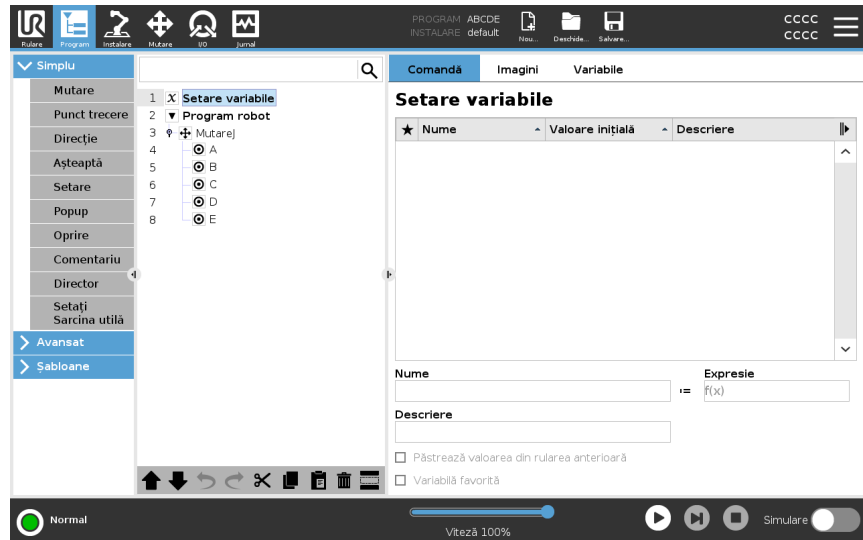 UR
Rulare
Program
Instalare
Mutare
I/O
Jurnal
PROGRAM ABCDE
INSTALARE default
Nou...
Deschide...
Salvare...
CCCC
CCCC
Simplu
Mutare
Punct trecere
Direcție
Așteaptă
Setare
Popup
Oprire
Comentariu
Director
Setați
Sarcina utilă
Avansat
Șabloane
1 X Setare variabile
2 Program robot
3 MutareJ
4 A
5 B
6 C
7 D
8 E
Comandă Imagini Variabile
Setare variabile
Nume Valoare inițială Descriere
Nume Expresie
:= f(x)
Descriere
Păstrează valoarea din rularea anterioară
Variabilă favorită
Normal
Viteză 100%
Simulare